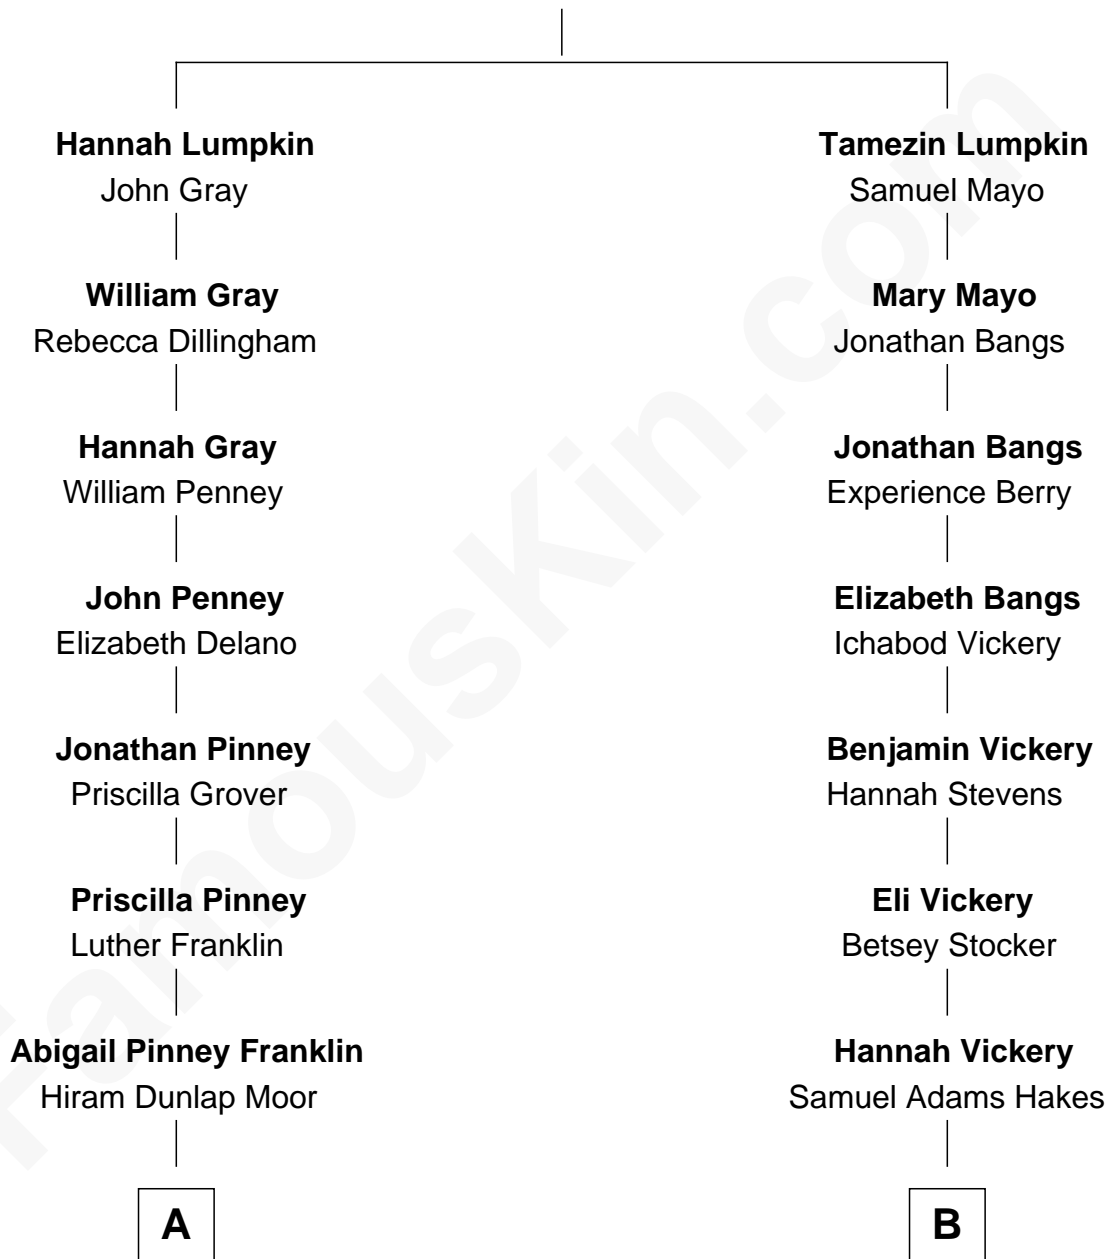 Hannah Lumpkin
John Gray
Tamezin Lumpkin
Samuel Mayo
William Gray
Rebecca Dillingham
Mary Mayo
Jonathan Bangs
Hannah Gray
William Penney
Jonathan Bangs
Experience Berry
John Penney
Elizabeth Delano
Elizabeth Bangs
Ichabod Vickery
Jonathan Pinney
Priscilla Grover
Benjamin Vickery
Hannah Stevens
Priscilla Pinney
Luther Franklin
Eli Vickery
Betsey Stocker
Abigail Pinney Franklin
Hiram Dunlap Moor
Hannah Vickery
Samuel Adams Hakes
A
B
FamousKin.com